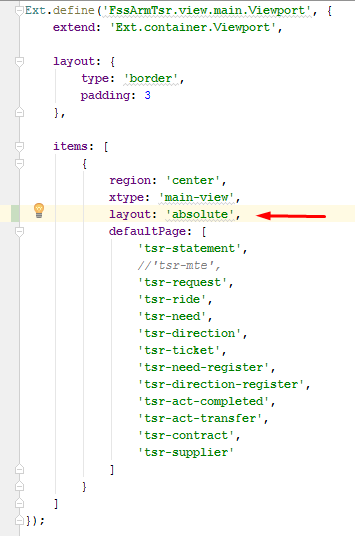 Ext.define('FssArmTsr.view.main.Viewport', {
    extend: 'Ext.container.Viewport',

    layout: {
        type: 'border',
        padding: 3
    },

    items: [
        {
            region: 'center',
            xtype: 'main-view',
            layout: 'absolute',
            defaultPage: [
                'tsr-statement',
                //'tsr-mte',
                'tsr-request',
                'tsr-ride',
                'tsr-need',
                'tsr-direction',
                'tsr-ticket',
                'tsr-need-register',
                'tsr-direction-register',
                'tsr-act-completed',
                'tsr-act-transfer',
                'tsr-contract',
                'tsr-supplier'
            ]
        }
    ]
});